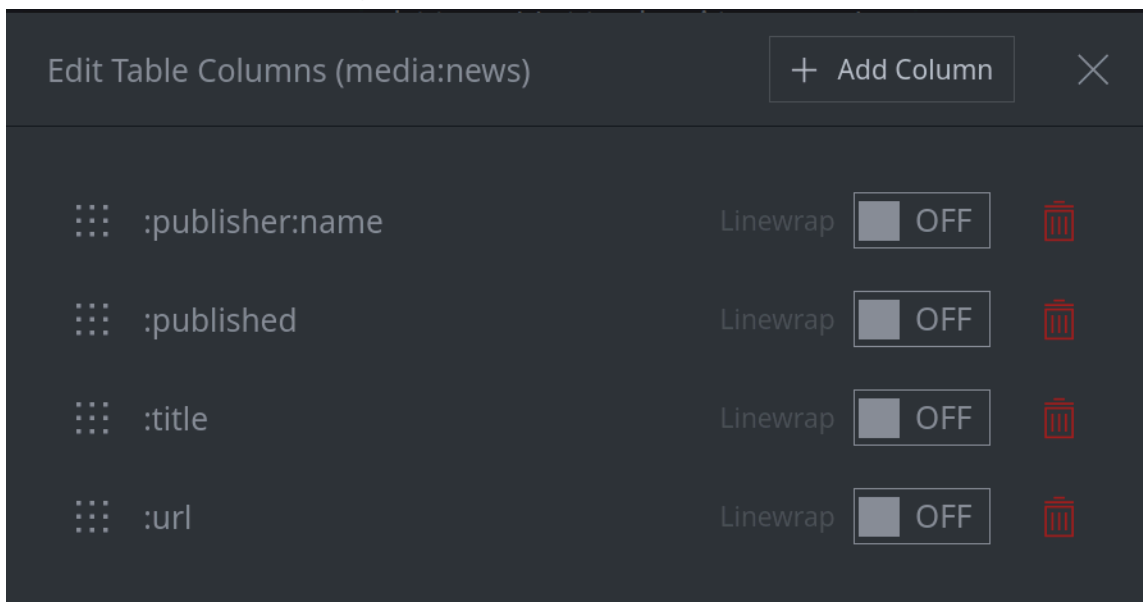 Edit Table Columns (media:news) + Add Column
:publisher:name Linewrap OFF
:published Linewrap OFF
:title Linewrap OFF
:url Linewrap OFF